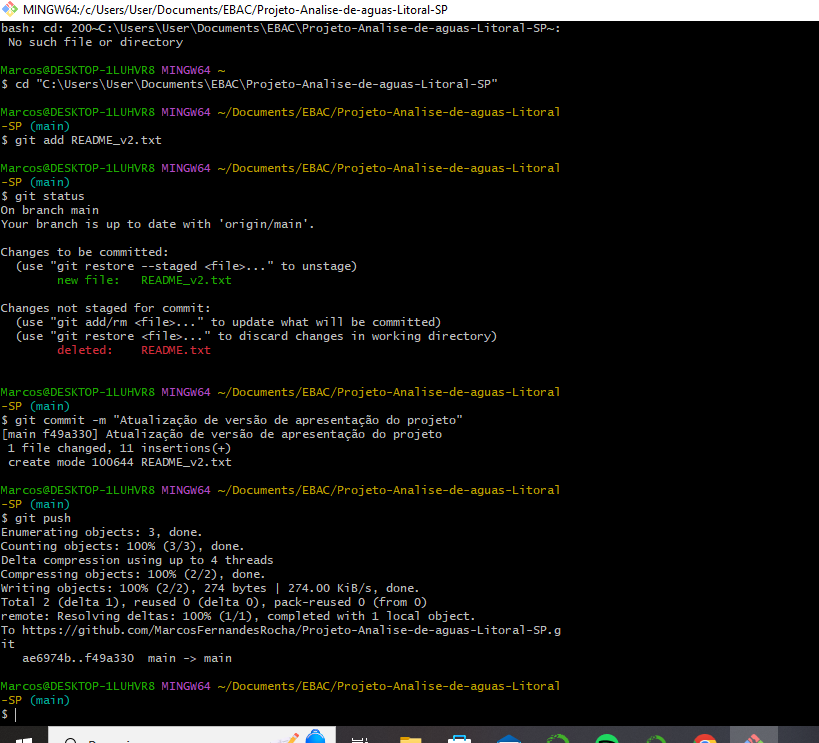 MINGW64:/c/Users/User/Documents/EBAC/Projeto-Analise-de-aguas-Litoral-SP
bash: cd: 200~C:\Users\User\Documents\EBAC\Projeto-Analise-de-aguas-Litoral-SP~:
 No such file or directory

Marcos@DESKTOP-1LUHVR8 MINGW64 ~
$ cd "C:\Users\User\Documents\EBAC\Projeto-Analise-de-aguas-Litoral-SP"

Marcos@DESKTOP-1LUHVR8 MINGW64 ~/Documents/EBAC/Projeto-Analise-de-aguas-Litoral
-SP (main)
$ git add README_v2.txt

Marcos@DESKTOP-1LUHVR8 MINGW64 ~/Documents/EBAC/Projeto-Analise-de-aguas-Litoral
-SP (main)
$ git status
On branch main
Your branch is up to date with 'origin/main'.

Changes to be committed:
  (use "git restore --staged <file>..." to unstage)
        new file:   README_v2.txt

Changes not staged for commit:
  (use "git add/rm <file>..." to update what will be committed)
  (use "git restore <file>..." to discard changes in working directory)
        deleted:    README.txt


Marcos@DESKTOP-1LUHVR8 MINGW64 ~/Documents/EBAC/Projeto-Analise-de-aguas-Litoral
-SP (main)
$ git commit -m "Atualização de versão de apresentação do projeto"
[main f49a330] Atualização de versão de apresentação do projeto
 1 file changed, 11 insertions(+)
 create mode 100644 README_v2.txt

Marcos@DESKTOP-1LUHVR8 MINGW64 ~/Documents/EBAC/Projeto-Analise-de-aguas-Litoral
-SP (main)
$ git push
Enumerating objects: 3, done.
Counting objects: 100% (3/3), done.
Delta compression using up to 4 threads
Compressing objects: 100% (2/2), done.
Writing objects: 100% (2/2), 274 bytes | 274.00 KiB/s, done.
Total 2 (delta 1), reused 0 (delta 0), pack-reused 0 (from 0)
remote: Resolving deltas: 100% (1/1), completed with 1 local object.
To https://github.com/MarcosFernandesRocha/Projeto-Analise-de-aguas-Litoral-SP.g
it
   ae6974b..f49a330  main -> main

Marcos@DESKTOP-1LUHVR8 MINGW64 ~/Documents/EBAC/Projeto-Analise-de-aguas-Litoral
-SP (main)
$